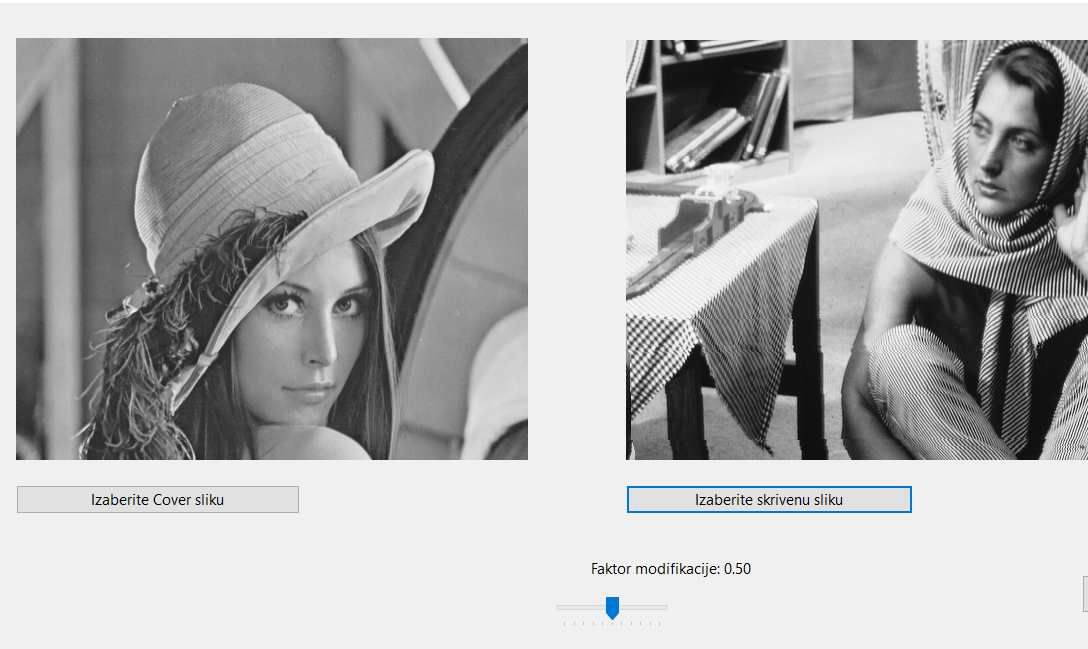 Izaberite Cover sliku
Izaberite skrivenu sliku
Faktor modifikacije: 0.50